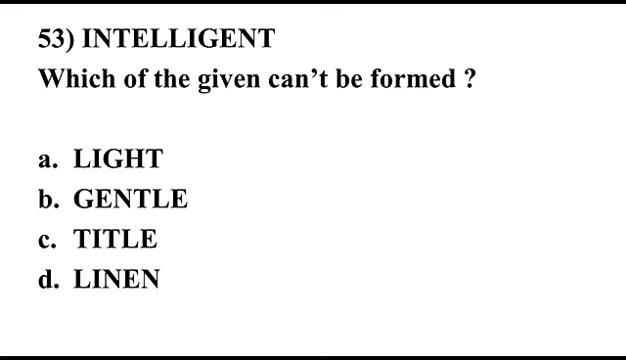 53) INTELLIGENT
Which of the given can’t be formed ?
a. LIGHT
b. GENTLE
c. TITLE
d. LINEN